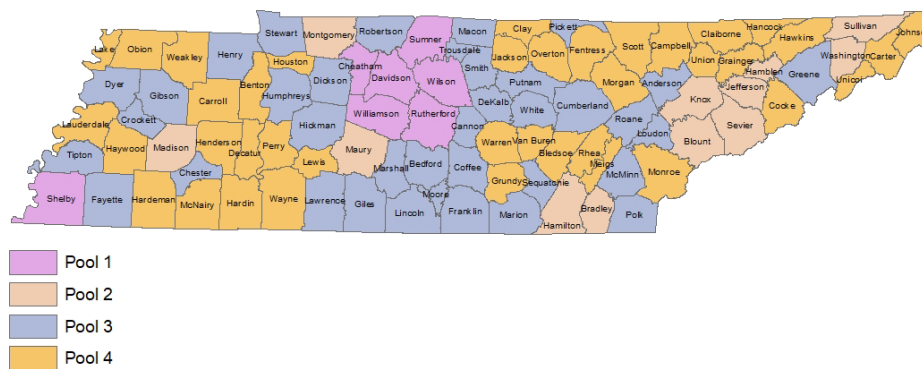 Stewart
Montgomery
Robertson
Sumner
Macon
Clay
Pickett
Claiborne
Hancock
Hawkins
Sullivan
Johnson
Lake
Obion
Weakley
Henry
Houston
Cheatham
Davidson
Wilson
Trousdale
Smith
Jackson
Overton
Fentress
Scott
Campbell
Union
Grainger
Hamblen
Washington
Carter
Unicoi
Greene
Dyer
Gibson
Carroll
Benton
Humphreys
Dickson
Putnam
Morgan
Anderson
Jefferson
Crockett
Hickman
Williamson
Rutherford
Cannon
DeKalb
White
Cumberland
Roane
Knox
Cocke
Lauderdale
Haywood
Madison
Henderson
Decatur
Perry
Lewis
Maury
Warren
Van Buren
Bledsoe
Rhea
Meigs
Loudon
Blount
Sevier
Tipton
Chester
Marshall
Bedford
Coffee
Grundy
Sequatchie
McMinn
Monroe
Shelby
Fayette
Hardeman
McNairy
Hardin
Wayne
Lawrence
Giles
Lincoln
Moore
Franklin
Marion
Hamilton
Bradley
Polk
Pool 1
Pool 2
Pool 3
Pool 4